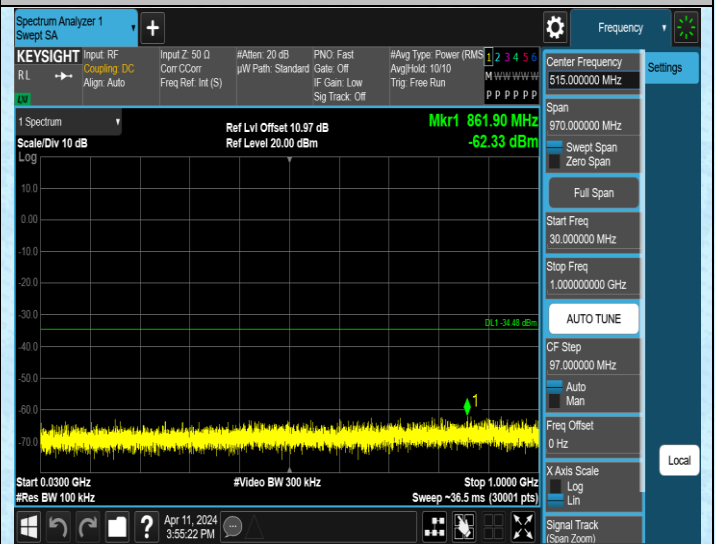 Spectrum Analyzer 1
Swept SA
Frequency
KEYSIGHT
RL
Input: RF
Coupling: DC
Align: Auto
Input Z: 50 Ω
Corr CCorr
Freq Ref: Int (S)
#Atten: 20 dB
µW Path: Standard
PNO: Fast
Gate: Off
IF Gain: Low
Sig Track: Off
#Avg Type: Power (RMS
Avg|Hold: 10/10
Trig: Free Run
1 2 3 4 5 6
M W W W W W
P P P P P P
LXI
1 Spectrum
Scale/Div 10 dB
Log
Ref Lvl Offset 10.97 dB
Ref Level 20.00 dBm
Mkr1 861.90 MHz
-62.33 dBm
10.0
0.00
-10.0
-20.0
-30.0
DL1 -34.48 dBm
-40.0
-50.0
1
-60.0
-70.0
Start 0.0300 GHz
#Res BW 100 kHz
#Video BW 300 kHz
Stop 1.0000 GHz
Sweep ~36.5 ms (30001 pts)
?
Apr 11, 2024
3:55:22 PM
Center Frequency
515.000000 MHz
Span
970.000000 MHz
Swept Span
Zero Span
Full Span
Start Freq
30.000000 MHz
Stop Freq
1.000000000 GHz
AUTO TUNE
CF Step
97.000000 MHz
Auto
Man
Freq Offset
0 Hz
X Axis Scale
Log
Lin
Signal Track
(Span Zoom)
Settings
Local